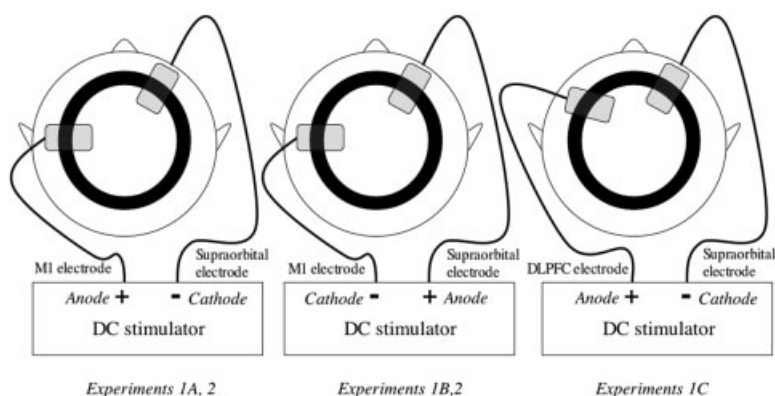 M1 electrode
Supraorbital
electrode
Anode + - Cathode
DC stimulator
Experiments 1A, 2
M1 electrode
Supraorbital
electrode
Cathode - + Anode
DC stimulator
Experiments 1B,2
DLPFC electrode
Supraorbital
electrode
Anode + - Cathode
DC stimulator
Experiments 1C